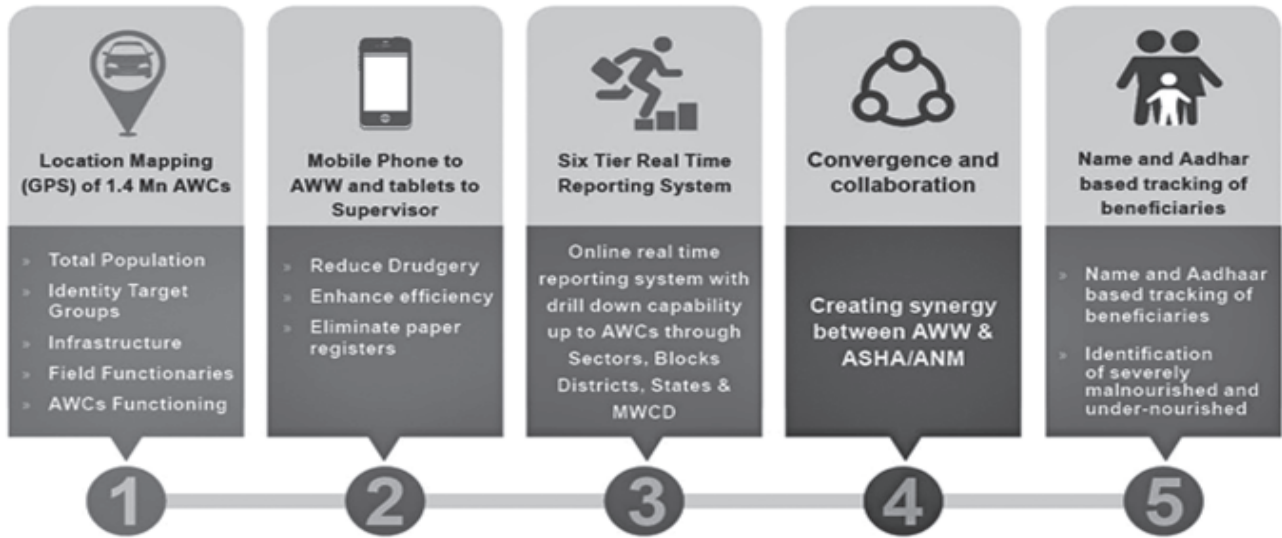 Location Mapping
(GPS) of 1.4 Mn AWCs
» Total Population
» Identity Target
Groups
» Infrastructure
» Field Functionaries
» AWCs Functioning
1
Mobile Phone to
AWW and tablets to
Supervisor
» Reduce Drudgery
» Enhance efficiency
» Eliminate paper
registers
2
Six Tier Real Time
Reporting System
Online real time
reporting system with
drill down capability
up to AWCs through
Sectors, Blocks
Districts, States &
MWCD
3
Convergence and
collaboration
Creating synergy
between AWW &
ASHA/ANM
4
Name and Aadhar
based tracking of
beneficiaries
» Name and Aadhaar
based tracking of
beneficiaries
» Identification
of severely
malnourished and
under-nourished
5